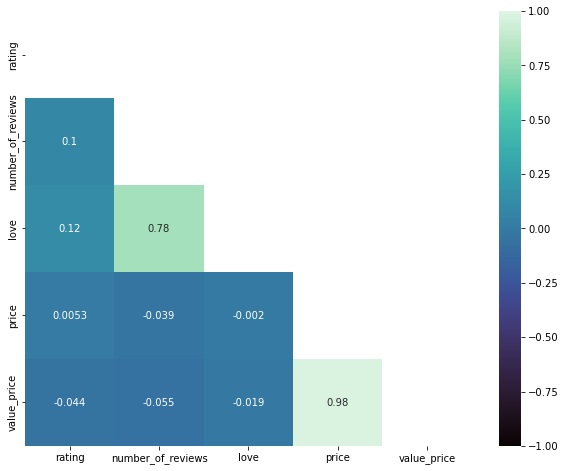 rating
number_of_reviews
love
price
value_price
0.1
0.12 0.78
0.0053 -0.039 -0.002
-0.044 -0.055 -0.019 0.98
rating number_of_reviews love price value_price
1.00
0.75
0.50
0.25
0.00
−0.25
−0.50
−0.75
−1.00